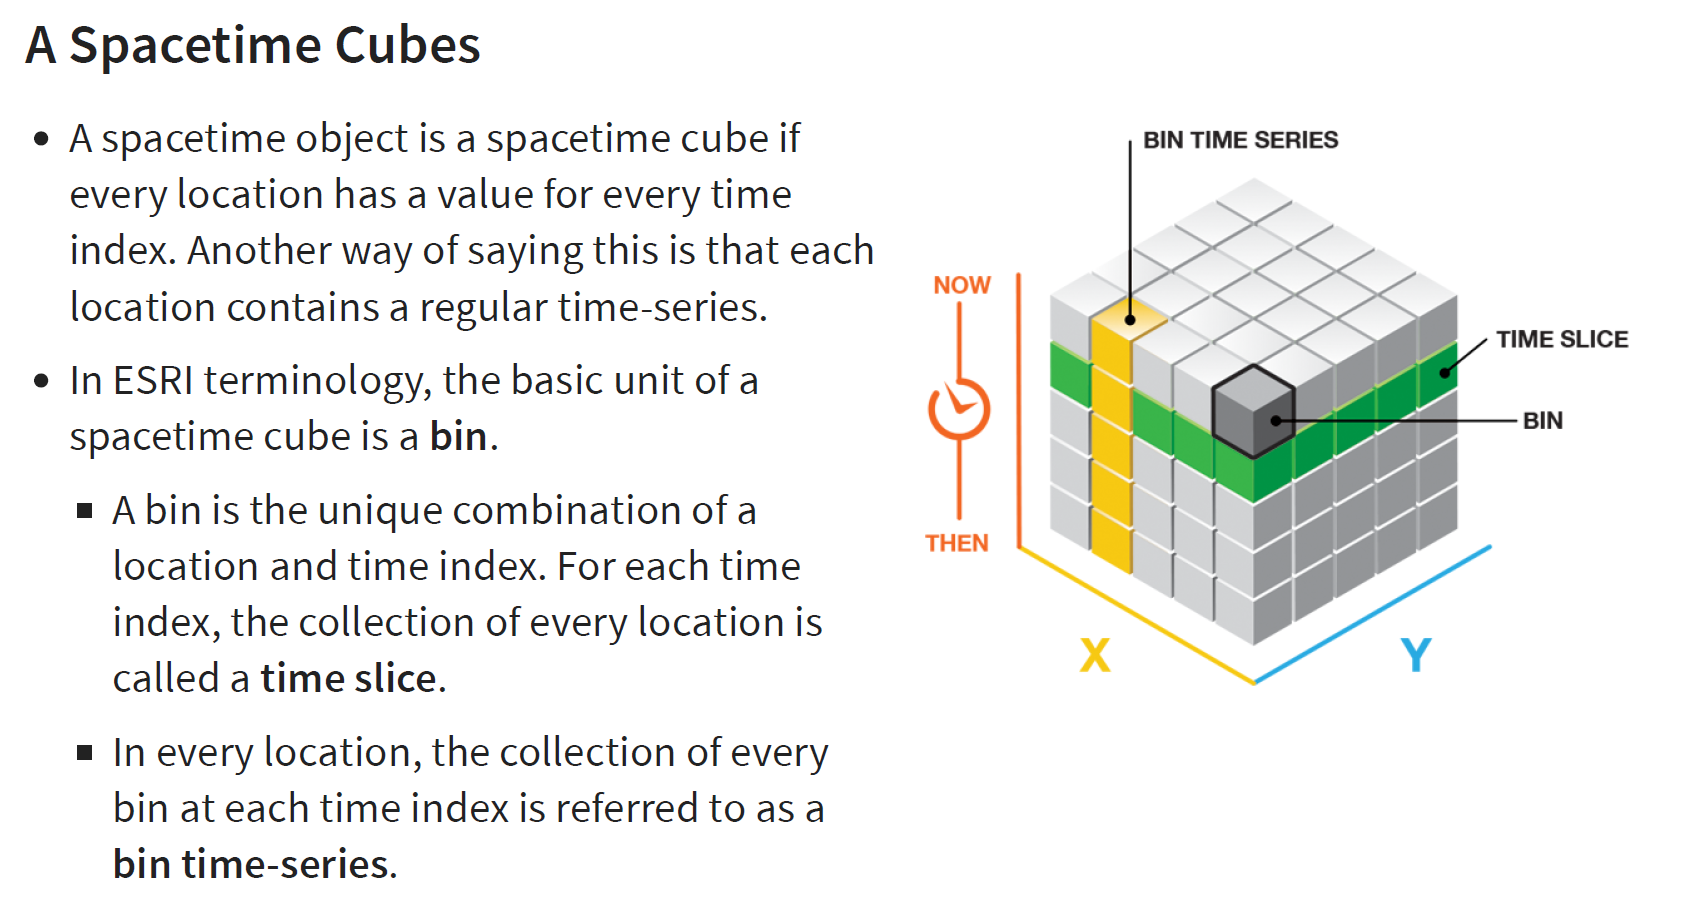 A Spacetime Cubes
• A spacetime object is a spacetime cube if
every location has a value for every time
index. Another way of saying this is that each
location contains a regular time-series.
• In ESRI terminology, the basic unit of a
spacetime cube is a bin.
▪ A bin is the unique combination of a
location and time index. For each time
index, the collection of every location is
called a time slice.
▪ In every location, the collection of every
bin at each time index is referred to as a
bin time-series.
BIN TIME SERIES
NOW
TIME SLICE
BIN
THEN
X
Y